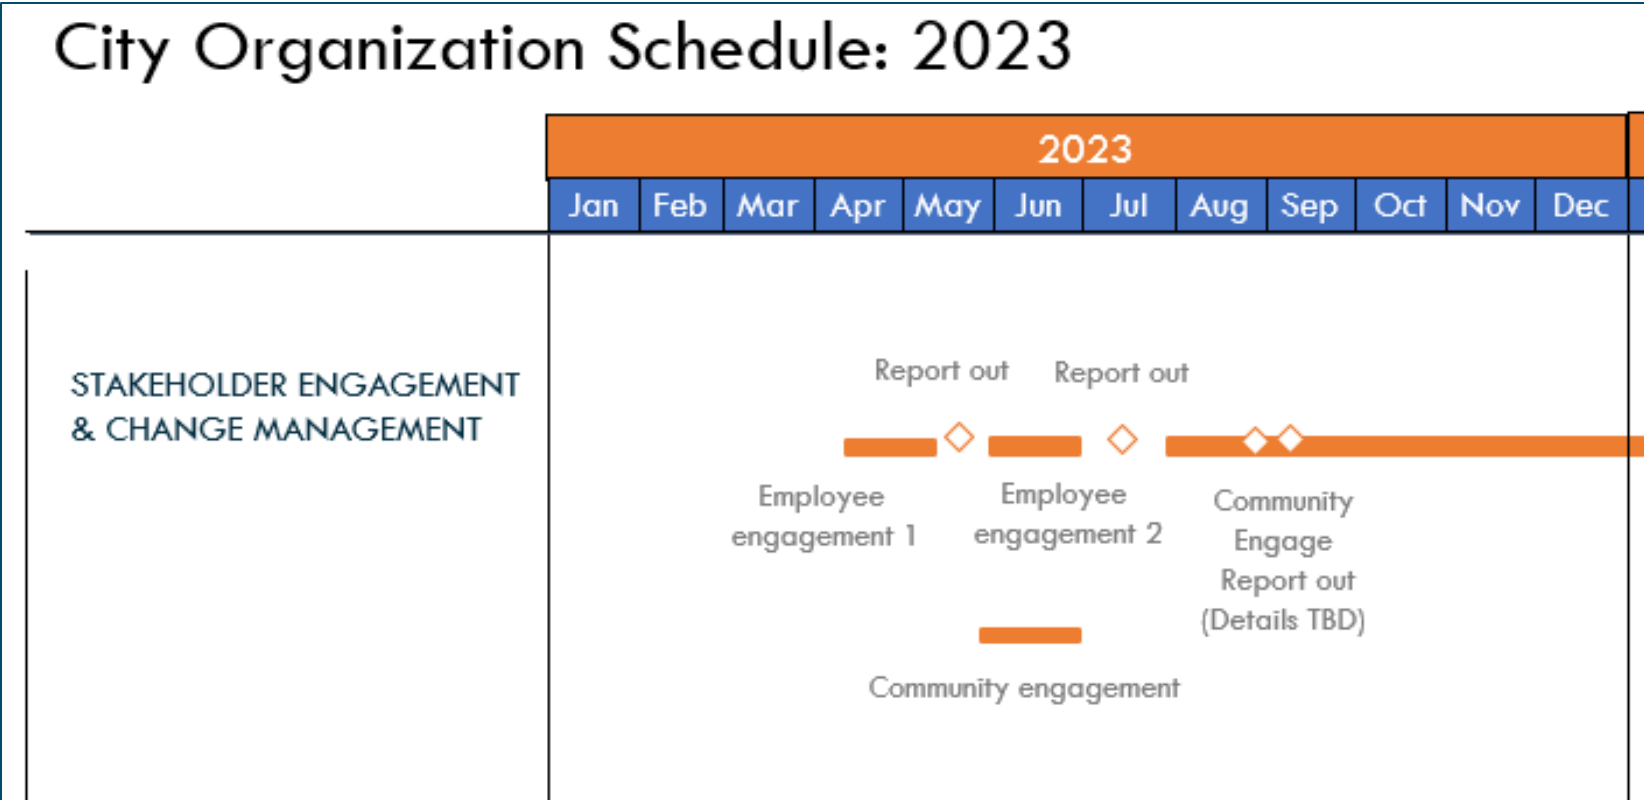 City Organization Schedule: 2023
2023
Jan Feb Mar Apr May Jun Jul Aug Sep Oct Nov Dec
STAKEHOLDER ENGAGEMENT
& CHANGE MANAGEMENT
Report out
Report out
Employee
engagement 1
Employee
engagement 2
Community
Engage
Report out
(Details TBD)
Community engagement